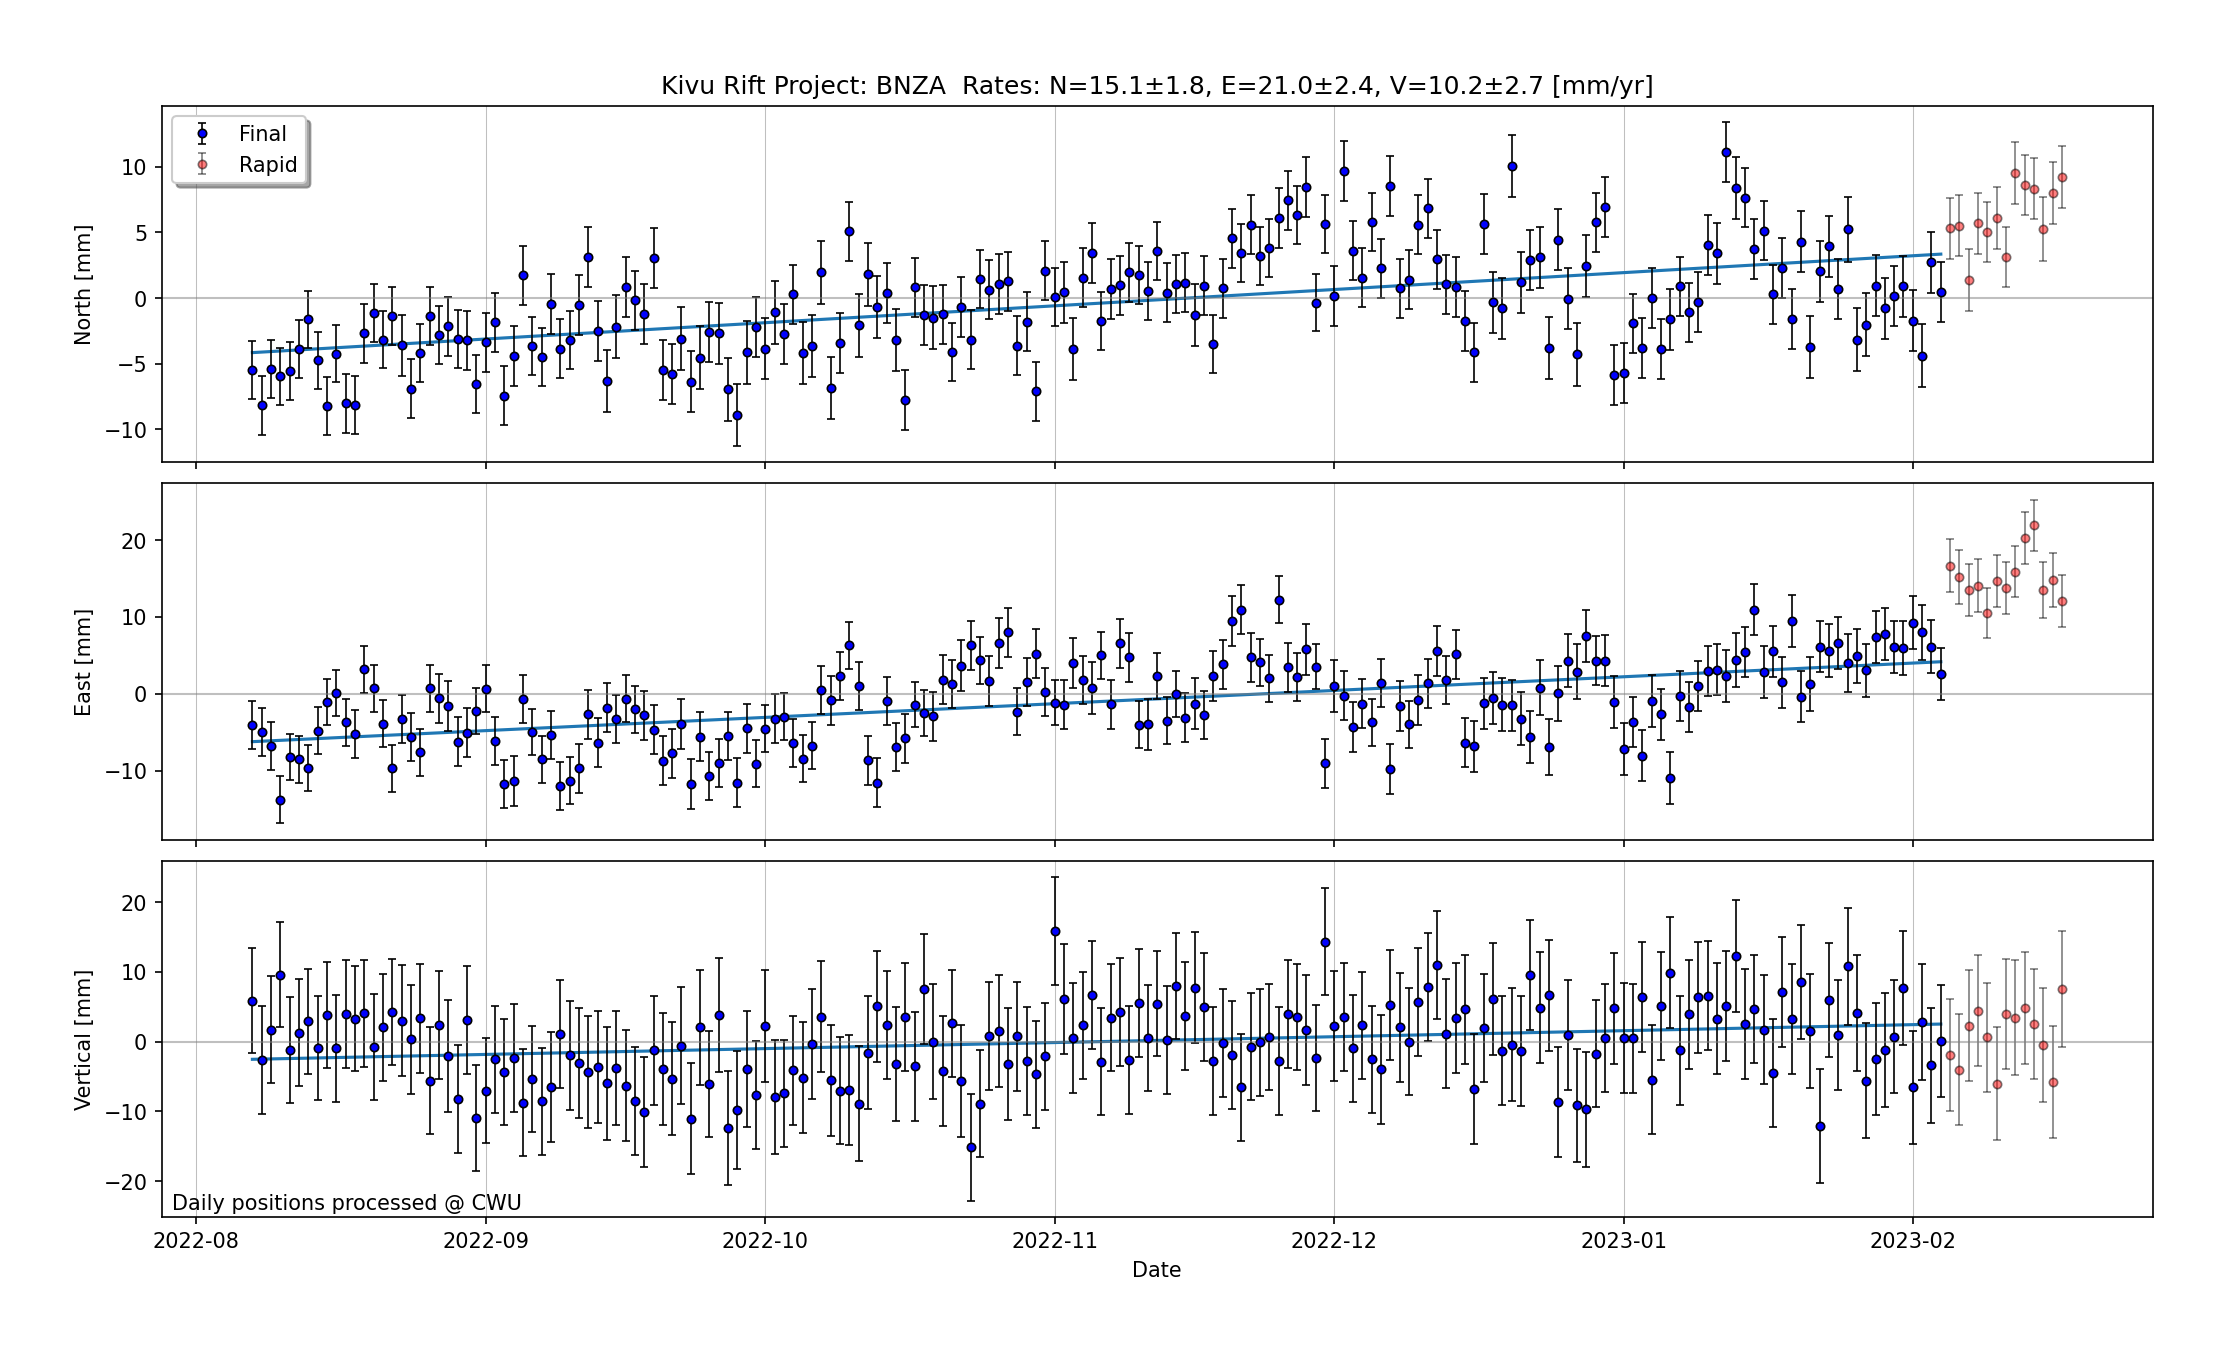 Kivu Rift Project: BNZA  Rates: N=15.1±1.8, E=21.0±2.4, V=10.2±2.7 [mm/yr]
Final
Rapid
North [mm]
10
5
0
−5
−10
East [mm]
20
10
0
−10
Vertical [mm]
20
10
0
−10
−20
Daily positions processed @ CWU
2022-08 2022-09 2022-10 2022-11 2022-12 2023-01 2023-02
Date